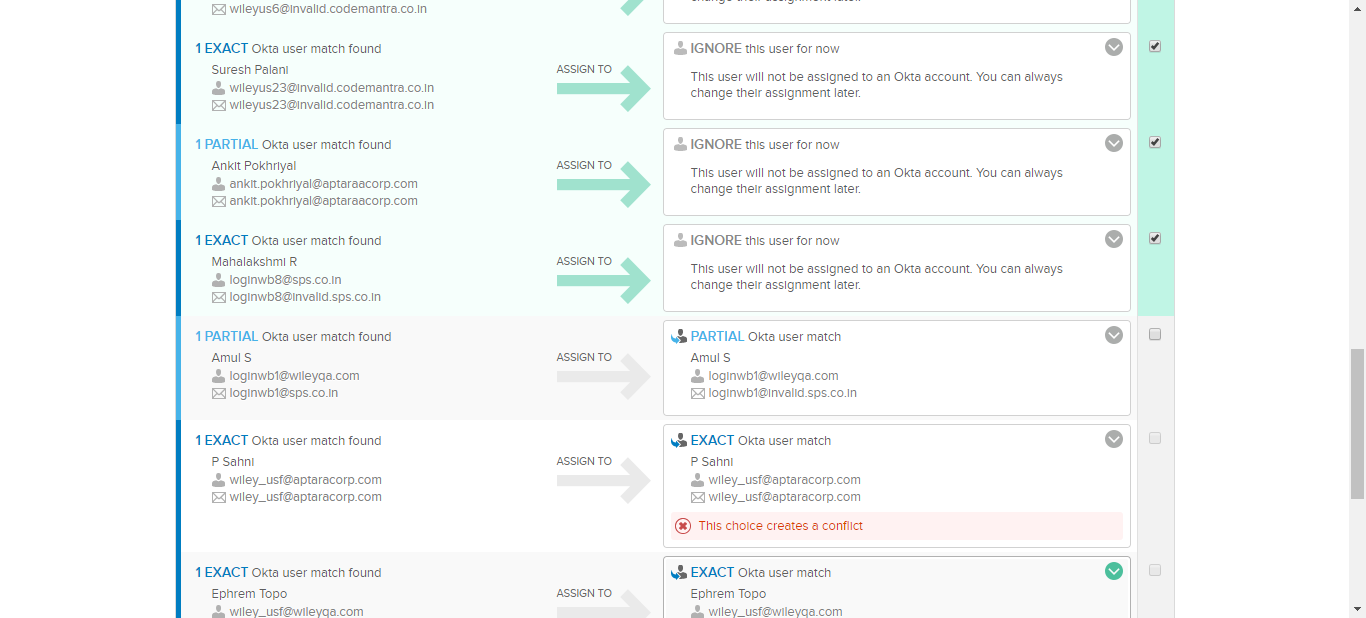 wileyus6@invalid.codemantra.co.in
1 EXACT Okta user match found
Suresh Palani
wileyus23@invalid.codemantra.co.in
wileyus23@invalid.codemantra.co.in
ASSIGN TO
IGNORE this user for now
This user will not be assigned to an Okta account. You can always
change their assignment later.
1 PARTIAL Okta user match found
Ankit Pokhriyal
ankit.pokhriyal@aptaraacorp.com
ankit.pokhriyal@aptaraacorp.com
ASSIGN TO
IGNORE this user for now
This user will not be assigned to an Okta account. You can always
change their assignment later.
1 EXACT Okta user match found
Mahalakshmi R
loginwb8@sps.co.in
loginwb8@invalid.sps.co.in
ASSIGN TO
IGNORE this user for now
This user will not be assigned to an Okta account. You can always
change their assignment later.
1 PARTIAL Okta user match found
Amul S
loginwb1@wileyqa.com
loginwb1@sps.co.in
ASSIGN TO
PARTIAL Okta user match
Amul S
loginwb1@wileyqa.com
loginwb1@invalid.sps.co.in
1 EXACT Okta user match found
P Sahni
wiley_usf@aptaracorp.com
wiley_usf@aptaracorp.com
ASSIGN TO
EXACT Okta user match
P Sahni
wiley_usf@aptaracorp.com
wiley_usf@aptaracorp.com
This choice creates a conflict
1 EXACT Okta user match found
Ephrem Topo
wiley_usf@wileyqa.com
ASSIGN TO
EXACT Okta user match
Ephrem Topo
wiley_usf@wileyqa.com